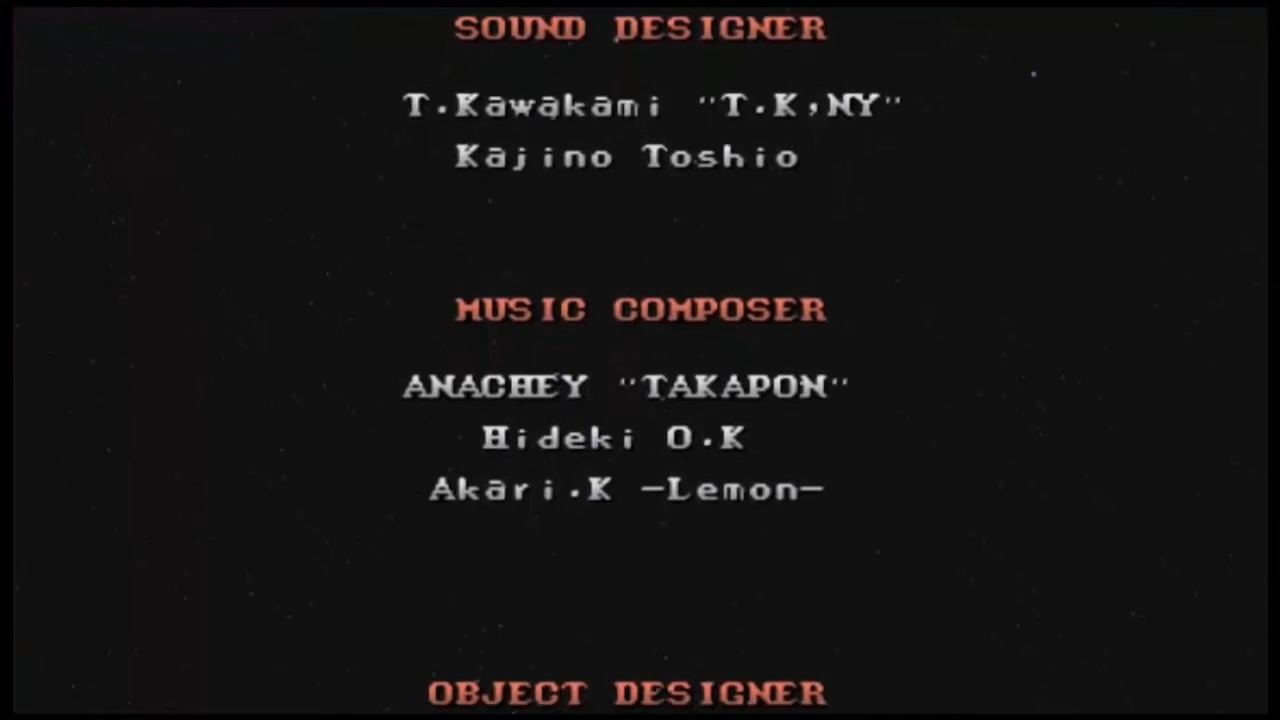 SOUND DESIGNER
T.Kawakami "T.K,NY"
Kajino Toshio
MUSIC COMPOSER
ANACHEY "TAKAPON"
Hideki O.K
Akari.K -Lemon-
OBJECT DESIGNER